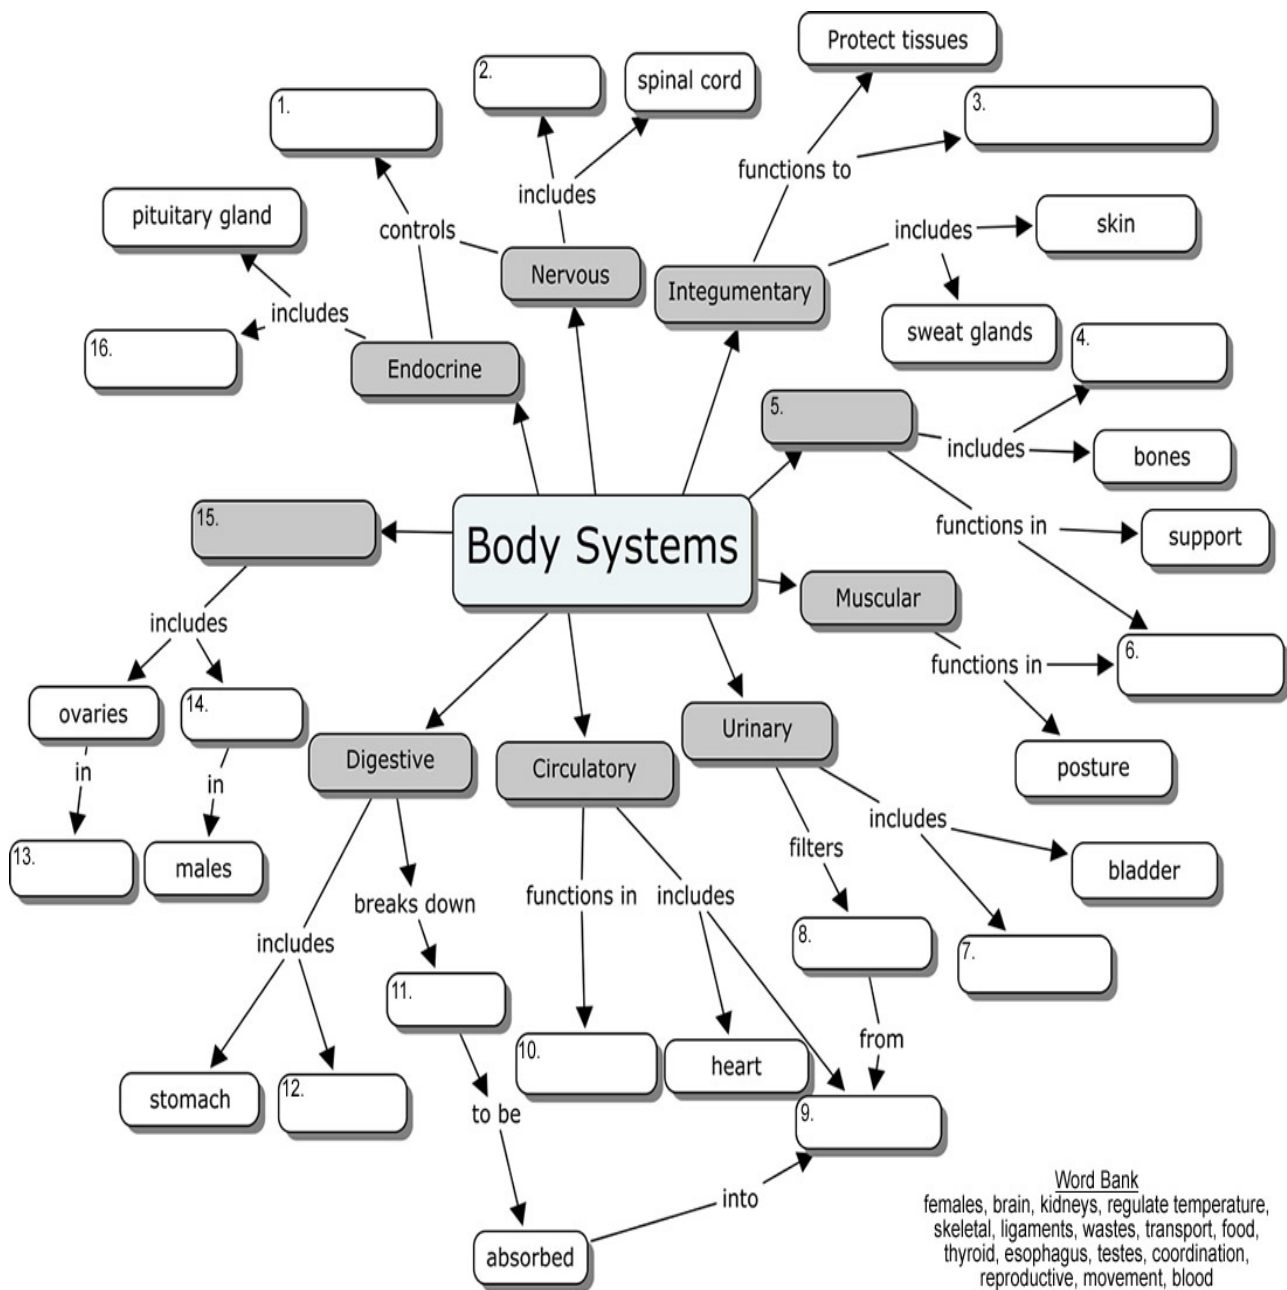 Protect tissues
2.
spinal cord
1.
3.
functions to
includes
pituitary gland
controls
includes
skin
Nervous
Integumentary
includes
sweat glands
16.
Endocrine
4.
5.
includes
bones
15.
Body Systems
functions in
support
Muscular
includes
functions in
6.
ovaries
14.
Urinary
in
Digestive
Circulatory
posture
in
includes
13.
males
filters
bladder
breaks down
functions in
includes
includes
8.
7.
11.
from
10.
heart
stomach
12.
9.
to be
into
absorbed
Word Bank
females, brain, kidneys, regulate temperature,
skeletal, ligaments, wastes, transport, food,
thyroid, esophagus, testes, coordination,
reproductive, movement, blood